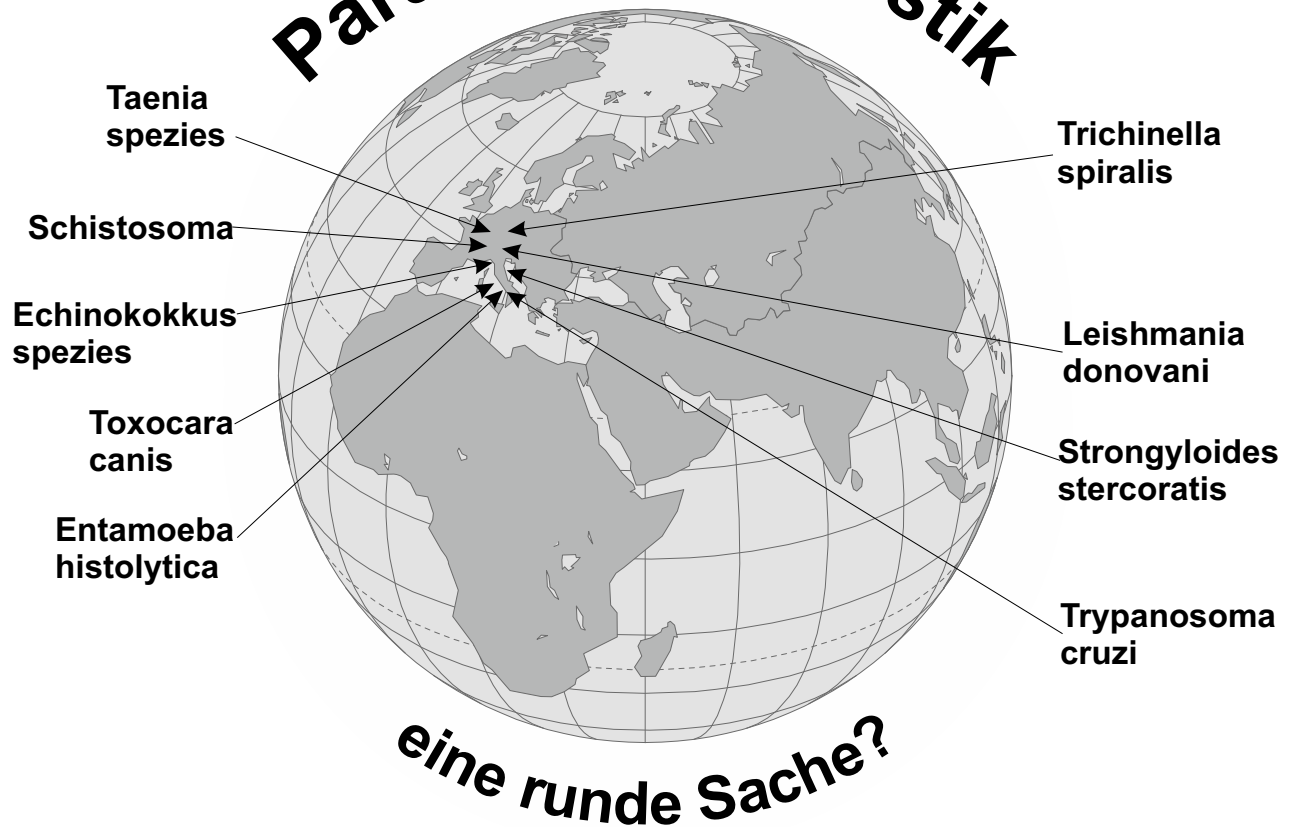 Taenia
spezies
Schistosoma
Echinokokkus
spezies
Toxocara
canis
Entamoeba
histolytica
Trichinella
spiralis
Leishmania
donovani
Strongyloides
stercoratis
Trypanosoma
cruzi
eine runde Sache?